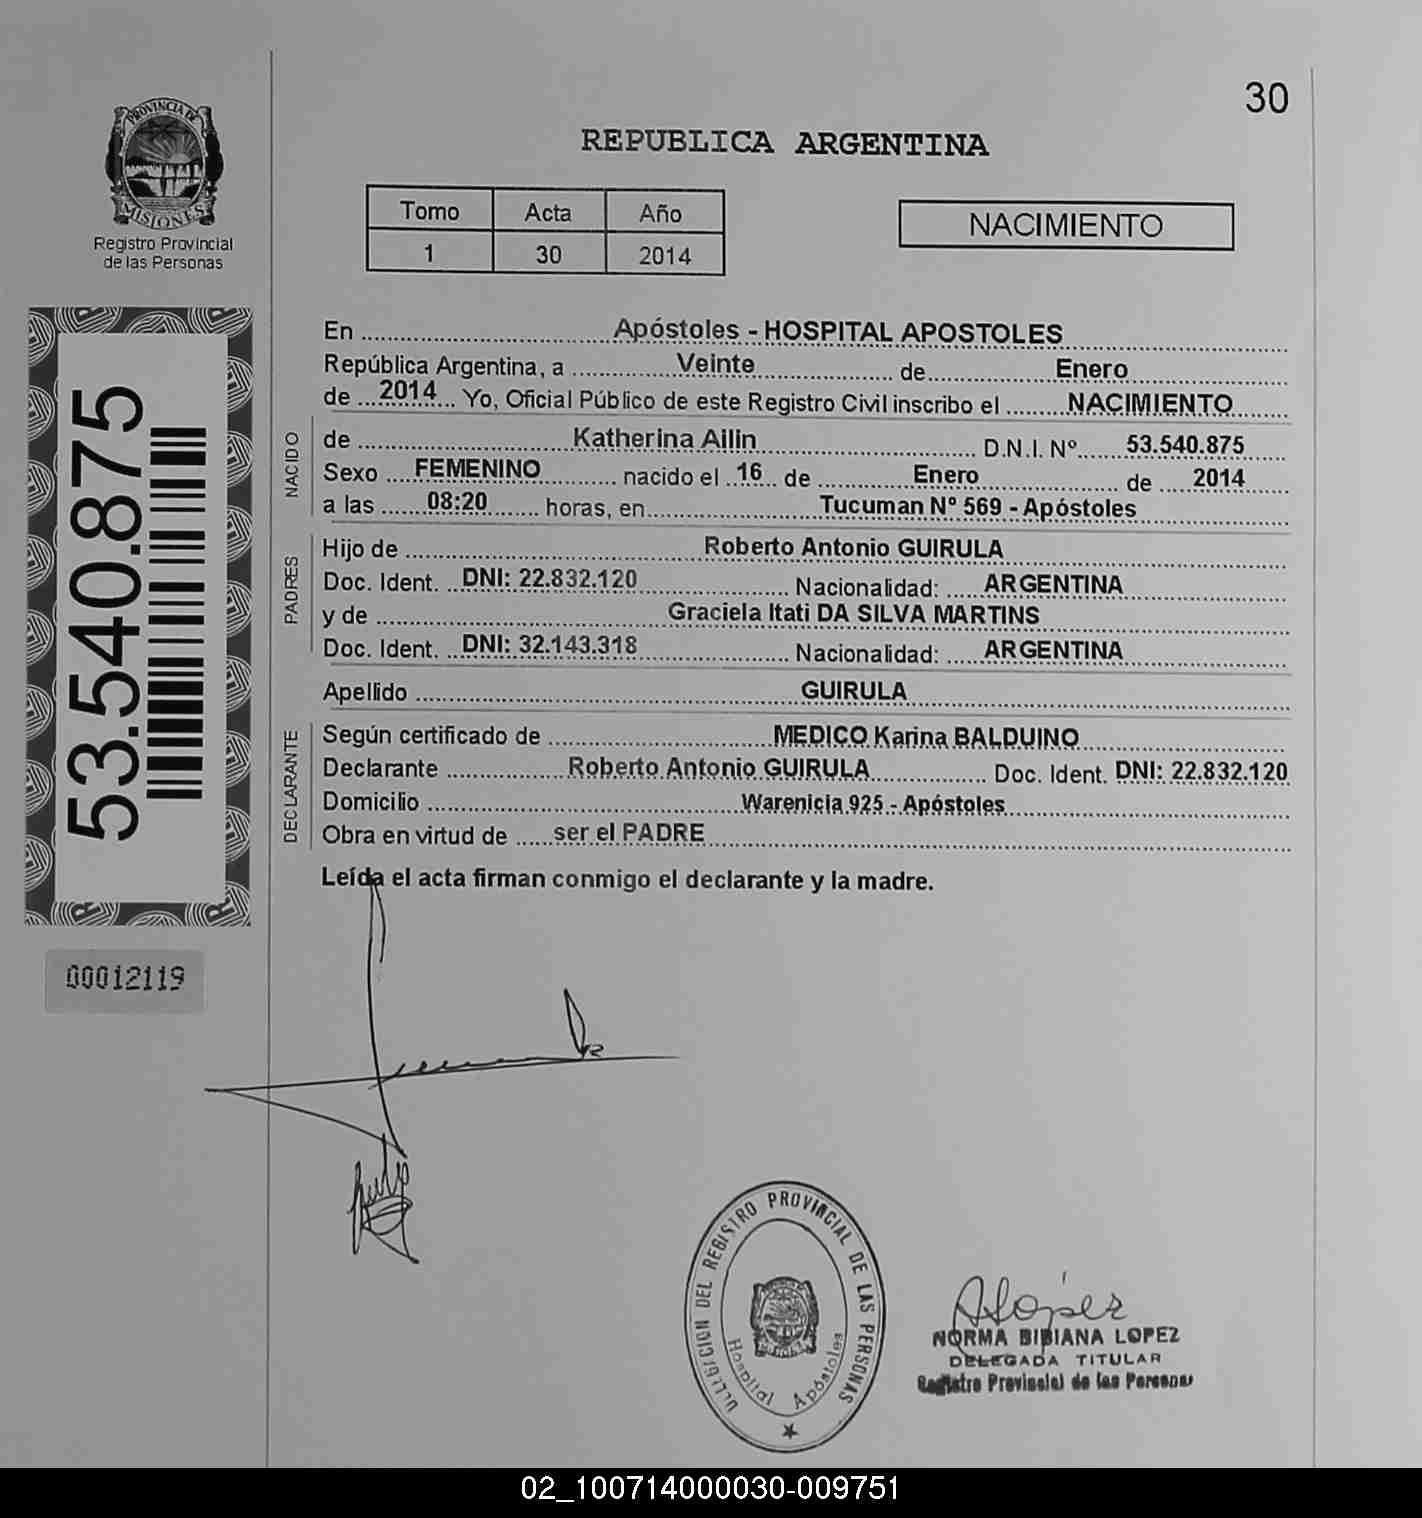 30
PROVINCIA DE
MISIONES
Registro Provincial
de las Personas
REPUBLICA ARGENTINA
Tomo Acta Año
1 30 2014
NACIMIENTO
53.540.875
00012119
En Apóstoles - HOSPITAL APOSTOLES
República Argentina, a Veinte de Enero
de 2014 Yo, Oficial Público de este Registro Civil inscribo el NACIMIENTO
NACIDO
de Katherina Ailin D.N.I. Nº 53.540.875
Sexo FEMENINO nacido el 16 de Enero de 2014
a las 08:20 horas, en Tucuman Nº 569 - Apóstoles
PADRES
Hijo de Roberto Antonio GUIRULA
Doc. Ident. DNI: 22.832.120 Nacionalidad: ARGENTINA
y de Graciela Itati DA SILVA MARTINS
Doc. Ident. DNI: 32.143.318 Nacionalidad: ARGENTINA
Apellido GUIRULA
DECLARANTE
Según certificado de MEDICO Karina BALDUINO
Declarante Roberto Antonio GUIRULA Doc. Ident. DNI: 22.832.120
Domicilio Warenicia 925 - Apóstoles
Obra en virtud de ser el PADRE
Leída el acta firman conmigo el declarante y la madre.
DEL REGISTRO PROVINCIAL DE LAS PERSONAS
Hospital Apóstoles
NORMA BIBIANA LOPEZ
DELEGADA TITULAR
Registro Provincial de las Personas
02_100714000030-009751